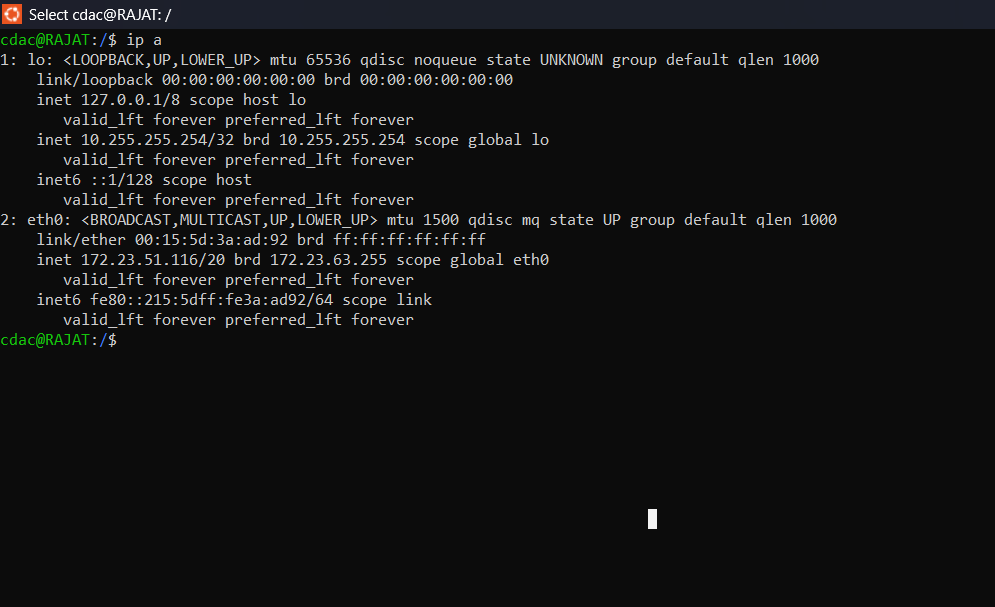 Select cdac@RAJAT: /
cdac@RAJAT:/$ ip a
1: lo: <LOOPBACK,UP,LOWER_UP> mtu 65536 qdisc noqueue state UNKNOWN group default qlen 1000
    link/loopback 00:00:00:00:00:00 brd 00:00:00:00:00:00
    inet 127.0.0.1/8 scope host lo
       valid_lft forever preferred_lft forever
    inet 10.255.255.254/32 brd 10.255.255.254 scope global lo
       valid_lft forever preferred_lft forever
    inet6 ::1/128 scope host
       valid_lft forever preferred_lft forever
2: eth0: <BROADCAST,MULTICAST,UP,LOWER_UP> mtu 1500 qdisc mq state UP group default qlen 1000
    link/ether 00:15:5d:3a:ad:92 brd ff:ff:ff:ff:ff:ff
    inet 172.23.51.116/20 brd 172.23.63.255 scope global eth0
       valid_lft forever preferred_lft forever
    inet6 fe80::215:5dff:fe3a:ad92/64 scope link
       valid_lft forever preferred_lft forever
cdac@RAJAT:/$